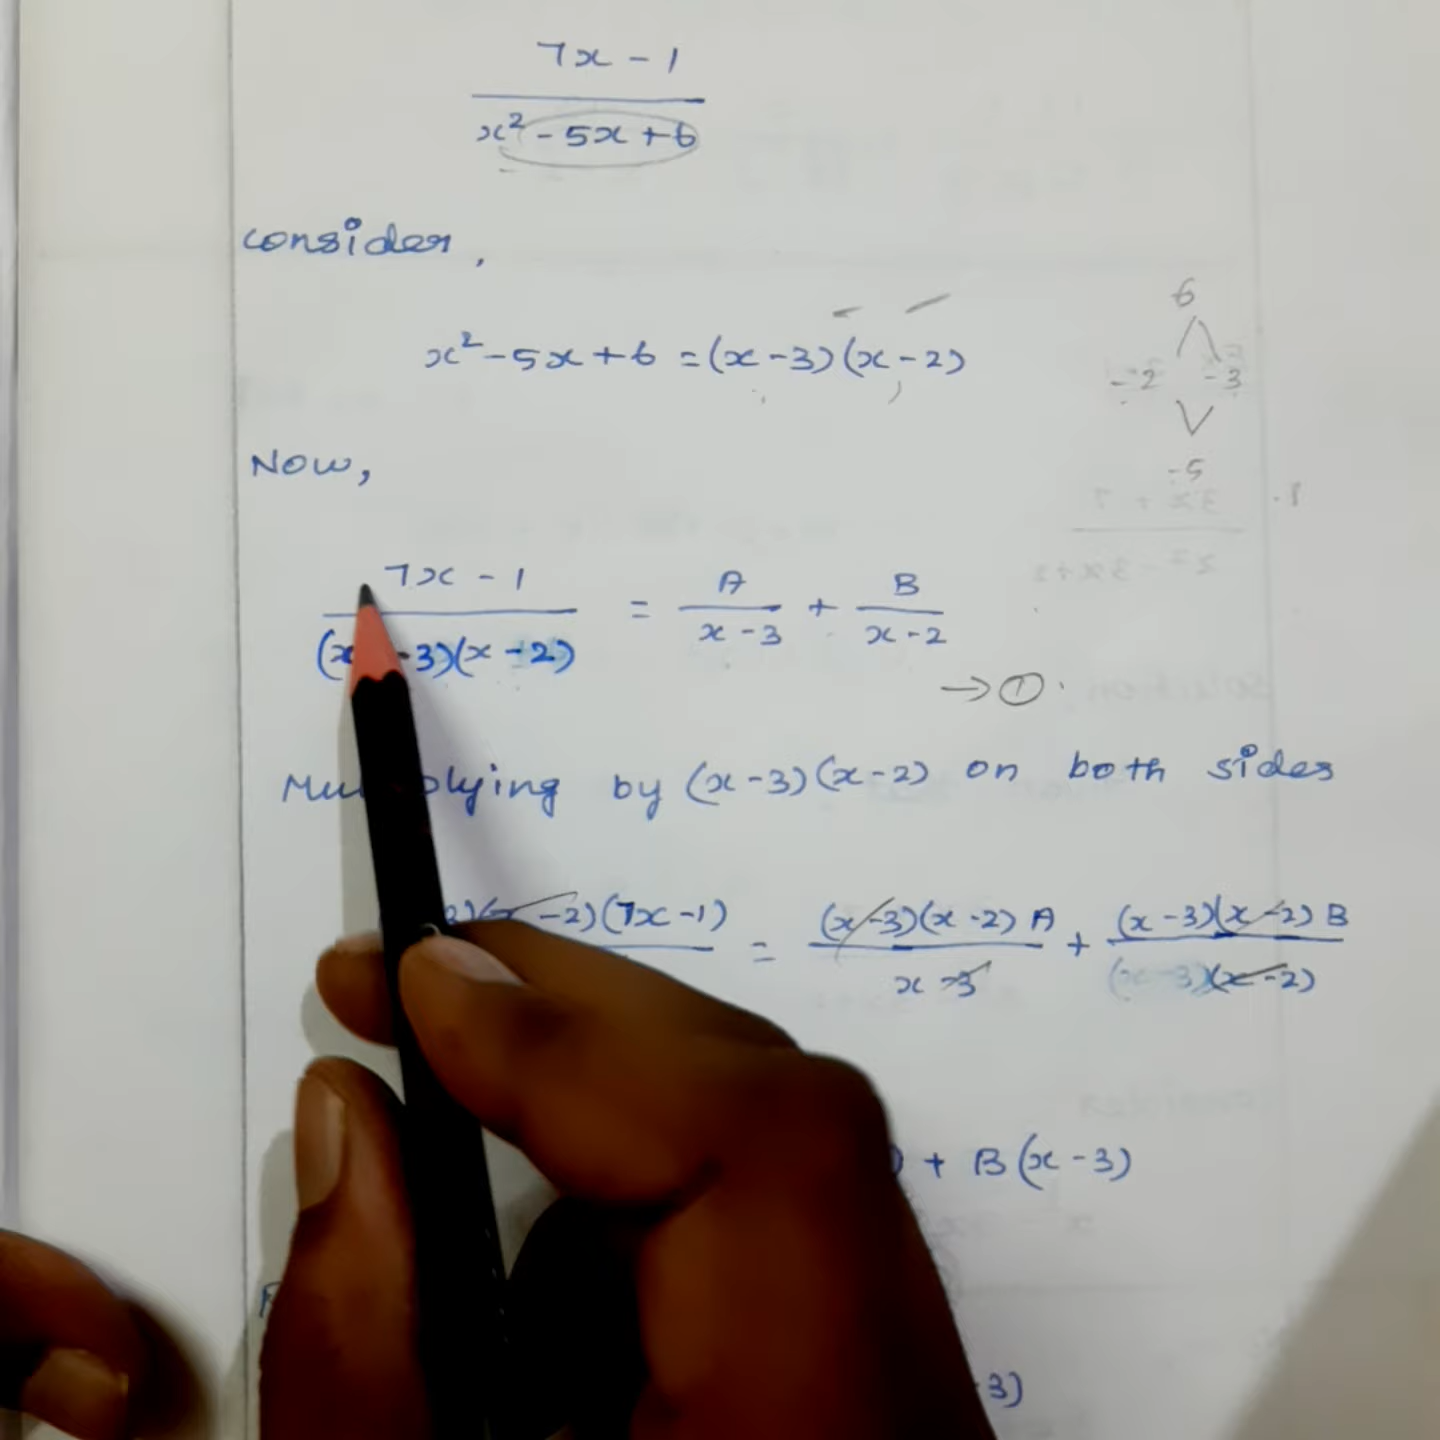 7x - 1
x² - 5x + 6
consider,
6
x² - 5x + 6 = (x - 3)(x - 2)
-2 -3
Now,
-5
7x - 1 = A + B
(x - 3)(x - 2) x - 3 x - 2
→ ①
Multiplying by (x - 3)(x - 2) on both sides
- 2)(7x - 1) = (x - 3)(x - 2) A + (x - 3)(x - 2) B
x - 3 (x - 3)(x - 2)
) + B(x - 3)
3)